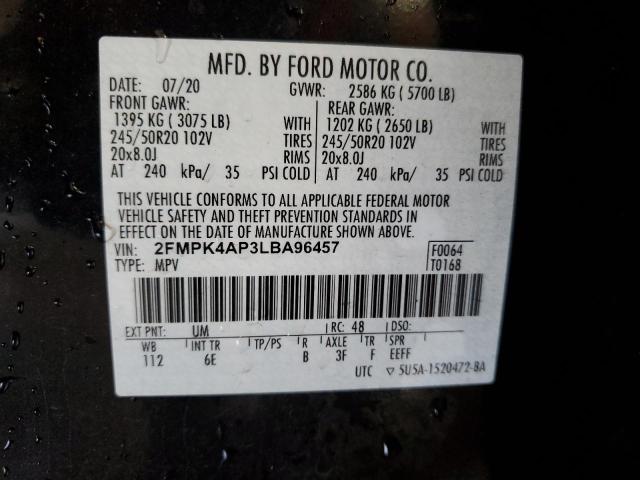 MFD. BY FORD MOTOR CO.
DATE: 07/20 GVWR: 2586 KG ( 5700 LB)
FRONT GAWR: REAR GAWR:
1395 KG ( 3075 LB) WITH 1202 KG ( 2650 LB) WITH
245/50R20 102V TIRES 245/50R20 102V TIRES
20x8.0J RIMS 20x8.0J RIMS
AT 240 kPa/ 35 PSI COLD AT 240 kPa/ 35 PSI COLD
THIS VEHICLE CONFORMS TO ALL APPLICABLE FEDERAL MOTOR
VEHICLE SAFETY AND THEFT PREVENTION STANDARDS IN
EFFECT ON THE DATE OF MANUFACTURE SHOWN ABOVE.
VIN: 2FMPK4AP3LBA96457 F0064
TYPE: MPV T0168
EXT PNT: UM RC: 48 DSO:
WB INT TR TP/PS R AXLE TR SPR
112 6E B 3F F EEFF
UTC ▽ 5U5A-1520472-BA